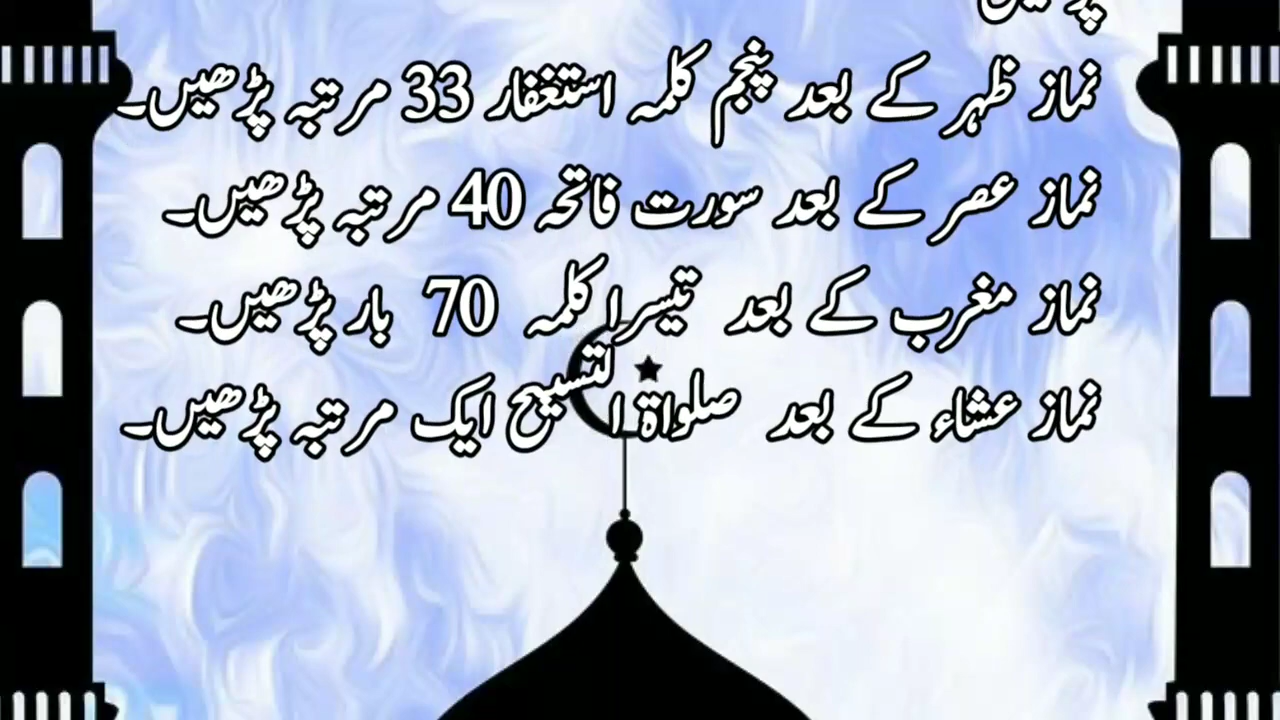 پڑھیں
نماز ظہر کے بعد پنجم کلمہ استغفار 33 مرتبہ پڑھیں۔
نماز عصر کے بعد سورت فاتحہ 40 مرتبہ پڑھیں۔
نماز مغرب کے بعد تیسرا کلمہ 70 بار پڑھیں۔
نماز عشاء کے بعد صلواۃ التسبیح ایک مرتبہ پڑھیں۔